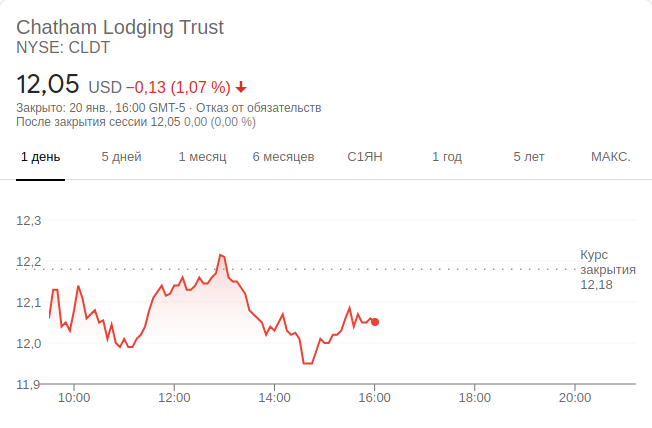 Chatham Lodging Trust
NYSE: CLDT
12,05 USD −0,13 (1,07 %)
Закрыто: 20 янв., 16:00 GMT-5 · Отказ от обязательств
После закрытия сессии 12,05 0,00 (0,00 %)
1 день 5 дней 1 месяц 6 месяцев С1ЯН 1 год 5 лет МАКС.
12,3
12,2
12,1
12,0
11,9
Курс
закрытия
12,18
10:00 12:00 14:00 16:00 18:00 20:00